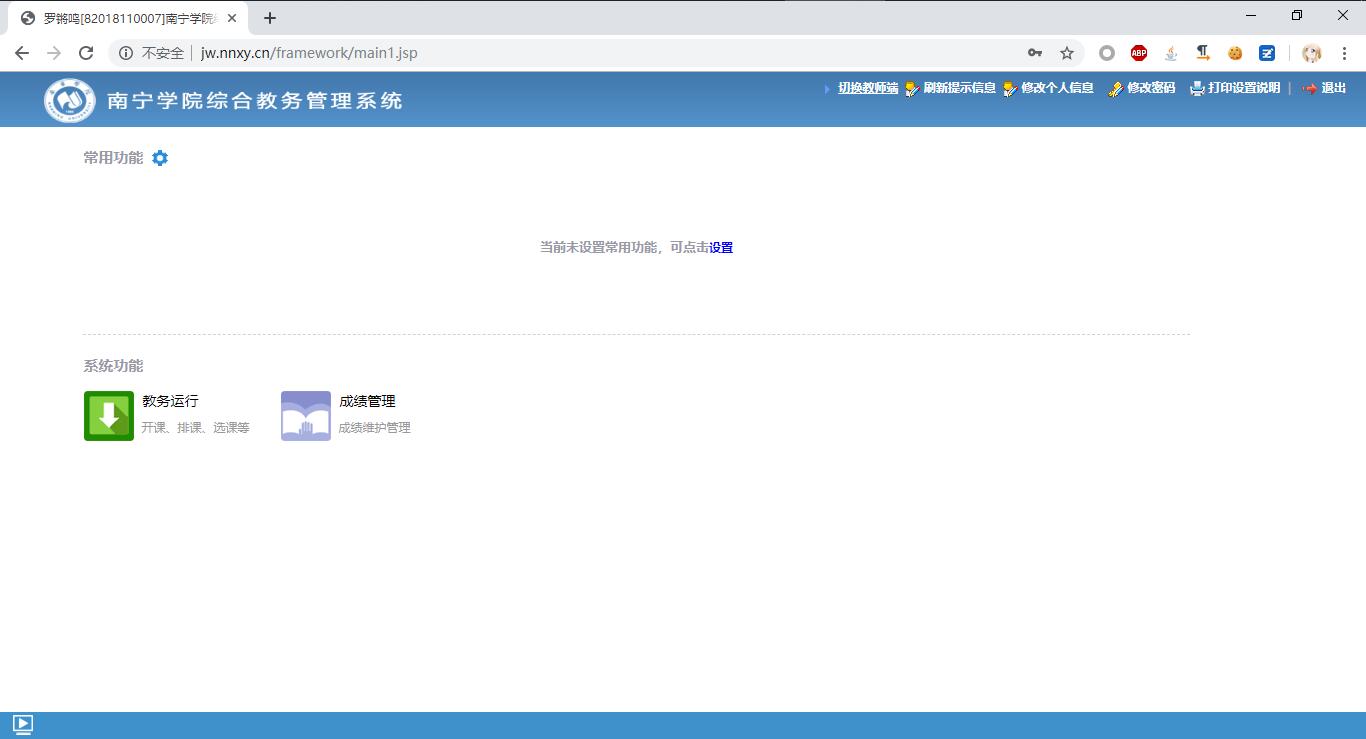 罗锵鸣[82018110007]南宁学院
不安全 jw.nnxy.cn/framework/main1.jsp
ABP
南宁学院综合教务管理系统
切换教师端 刷新提示信息 修改个人信息 修改密码 打印设置说明 | 退出
常用功能
当前未设置常用功能，可点击设置
系统功能
教务运行
开课、排课、选课等
成绩管理
成绩维护管理